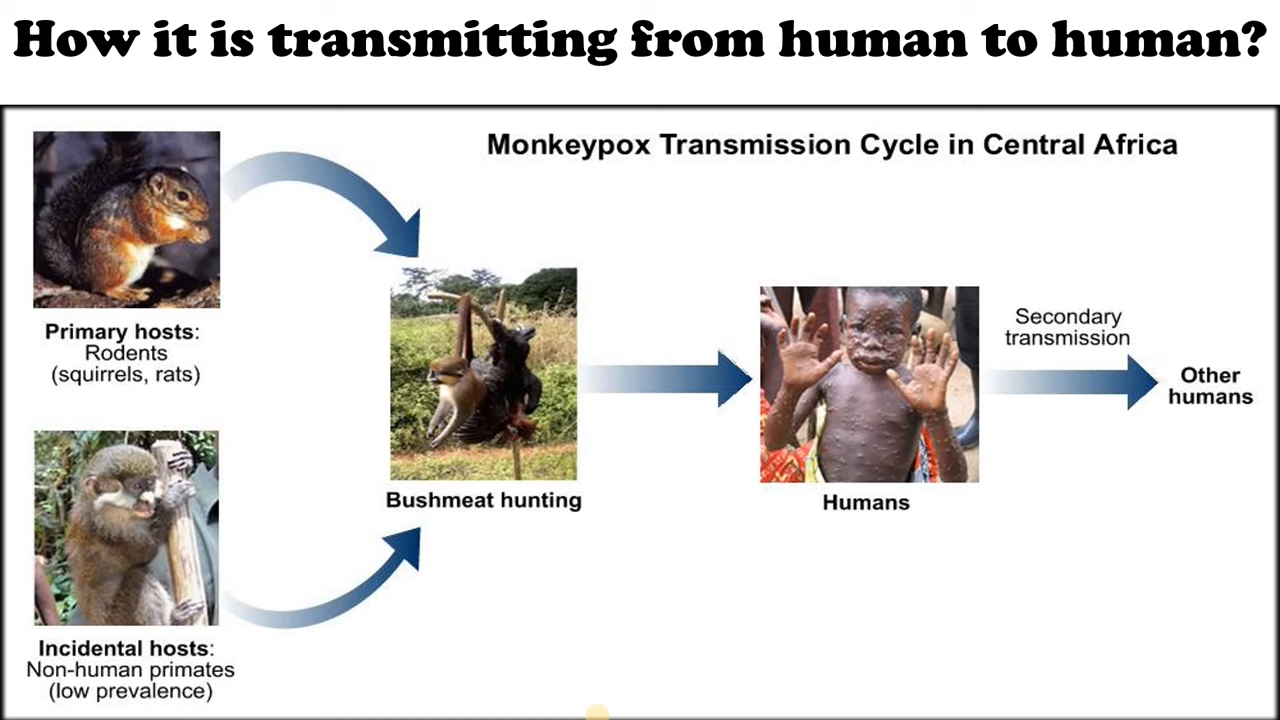 How it is transmitting from human to human?
Monkeypox Transmission Cycle in Central Africa
Primary hosts:
Rodents
(squirrels, rats)
Bushmeat hunting
Humans
Secondary
transmission
Other
humans
Incidental hosts:
Non-human primates
(low prevalence)